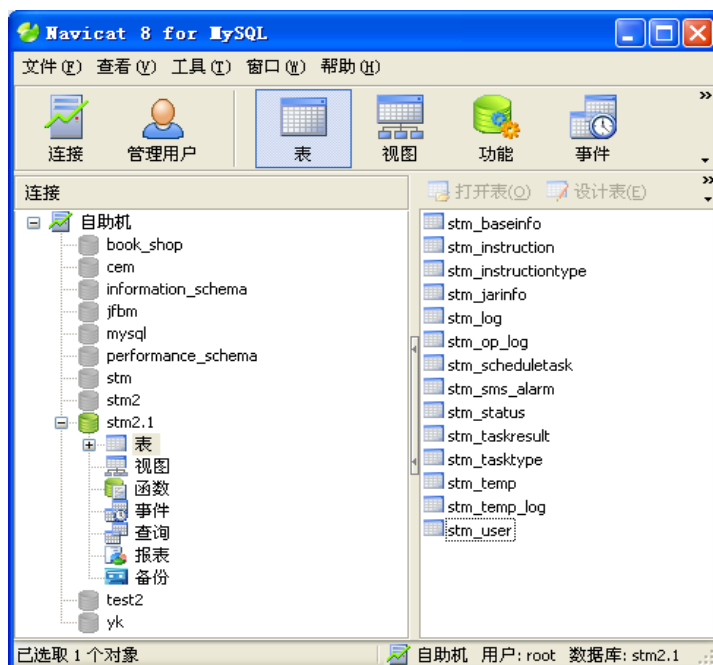 Navicat 8 for MySQL
文件(F) 查看(V) 工具(T) 窗口(W) 帮助(H)
连接 管理用户 表 视图 功能 事件
连接
打开表(O) 设计表(E)
自助机
book_shop
cem
information_schema
jfbm
mysql
performance_schema
stm
stm2
stm2.1
表
视图
函数
事件
查询
报表
备份
test2
yk
stm_baseinfo
stm_instruction
stm_instructiontype
stm_jarinfo
stm_log
stm_op_log
stm_scheduletask
stm_sms_alarm
stm_status
stm_taskresult
stm_tasktype
stm_temp
stm_temp_log
stm_user
已选取 1 个对象 自助机 用户: root 数据库: stm2.1